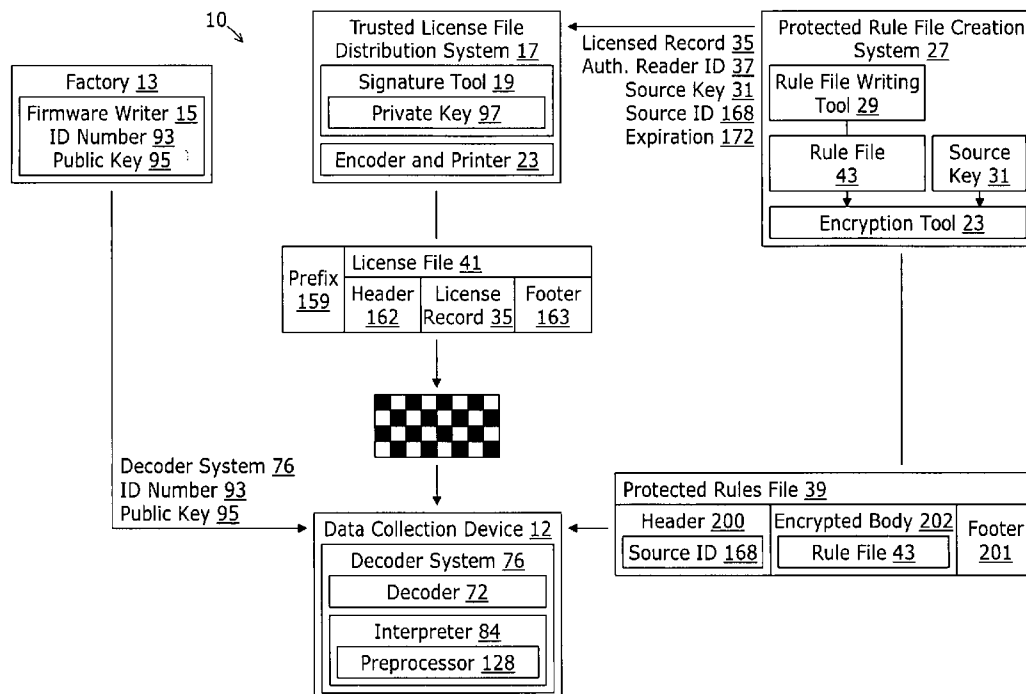 10
Factory 13
Firmware Writer 15
ID Number 93
Public Key 95
Trusted License File
Distribution System 17
Signature Tool 19
Private Key 97
Encoder and Printer 23
Licensed Record 35
Auth. Reader ID 37
Source Key 31
Source ID 168
Expiration 172
Protected Rule File Creation
System 27
Rule File Writing
Tool 29
Rule File
43
Source
Key 31
Encryption Tool 23
Prefix
159
License File 41
Header
162
License
Record 35
Footer
163
Decoder System 76
ID Number 93
Public Key 95
Data Collection Device 12
Decoder System 76
Decoder 72
Interpreter 84
Preprocessor 128
Protected Rules File 39
Header 200
Source ID 168
Encrypted Body 202
Rule File 43
Footer
201